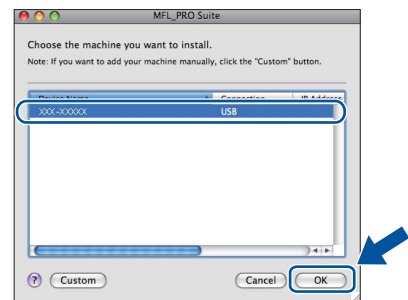 MFL_PRO Suite
Choose the machine you want to install.
Note: If you want to add your machine manually, click the "Custom" button.
Device Name Connection IP Address
XXX-XXXXX USB
? Custom Cancel OK